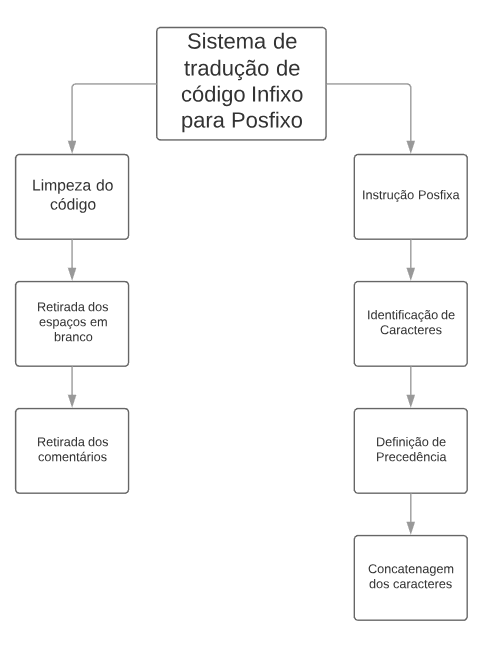 Sistema de
tradução de
código Infixo
para Posfixo
Limpeza do
código
Instrução Posfixa
Retirada dos
espaços em
branco
Identificação de
Caracteres
Retirada dos
comentários
Definição de
Precedência
Concatenagem
dos caracteres